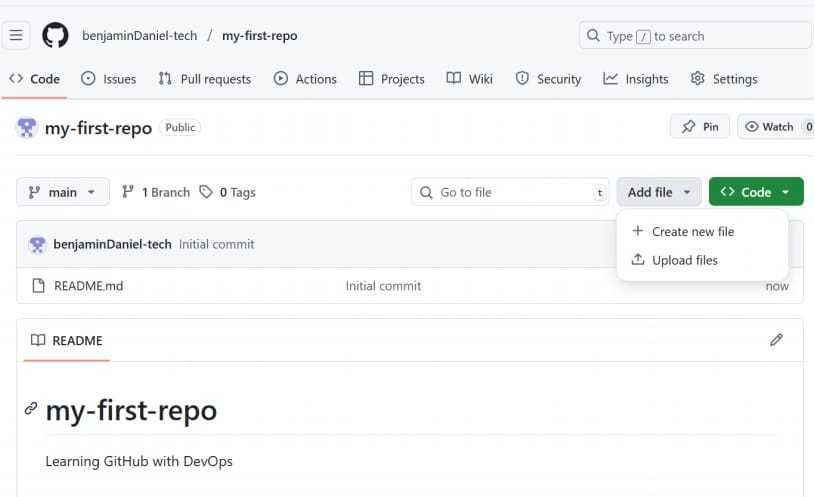 benjaminDaniel-tech / my-first-repo Type / to search
Code Issues Pull requests Actions Projects Wiki Security Insights Settings
my-first-repo Public Pin Watch 0
main 1 Branch 0 Tags Go to file t Add file Code
Create new file
Upload files
benjaminDaniel-tech Initial commit
README.md Initial commit now
README
my-first-repo
Learning GitHub with DevOps